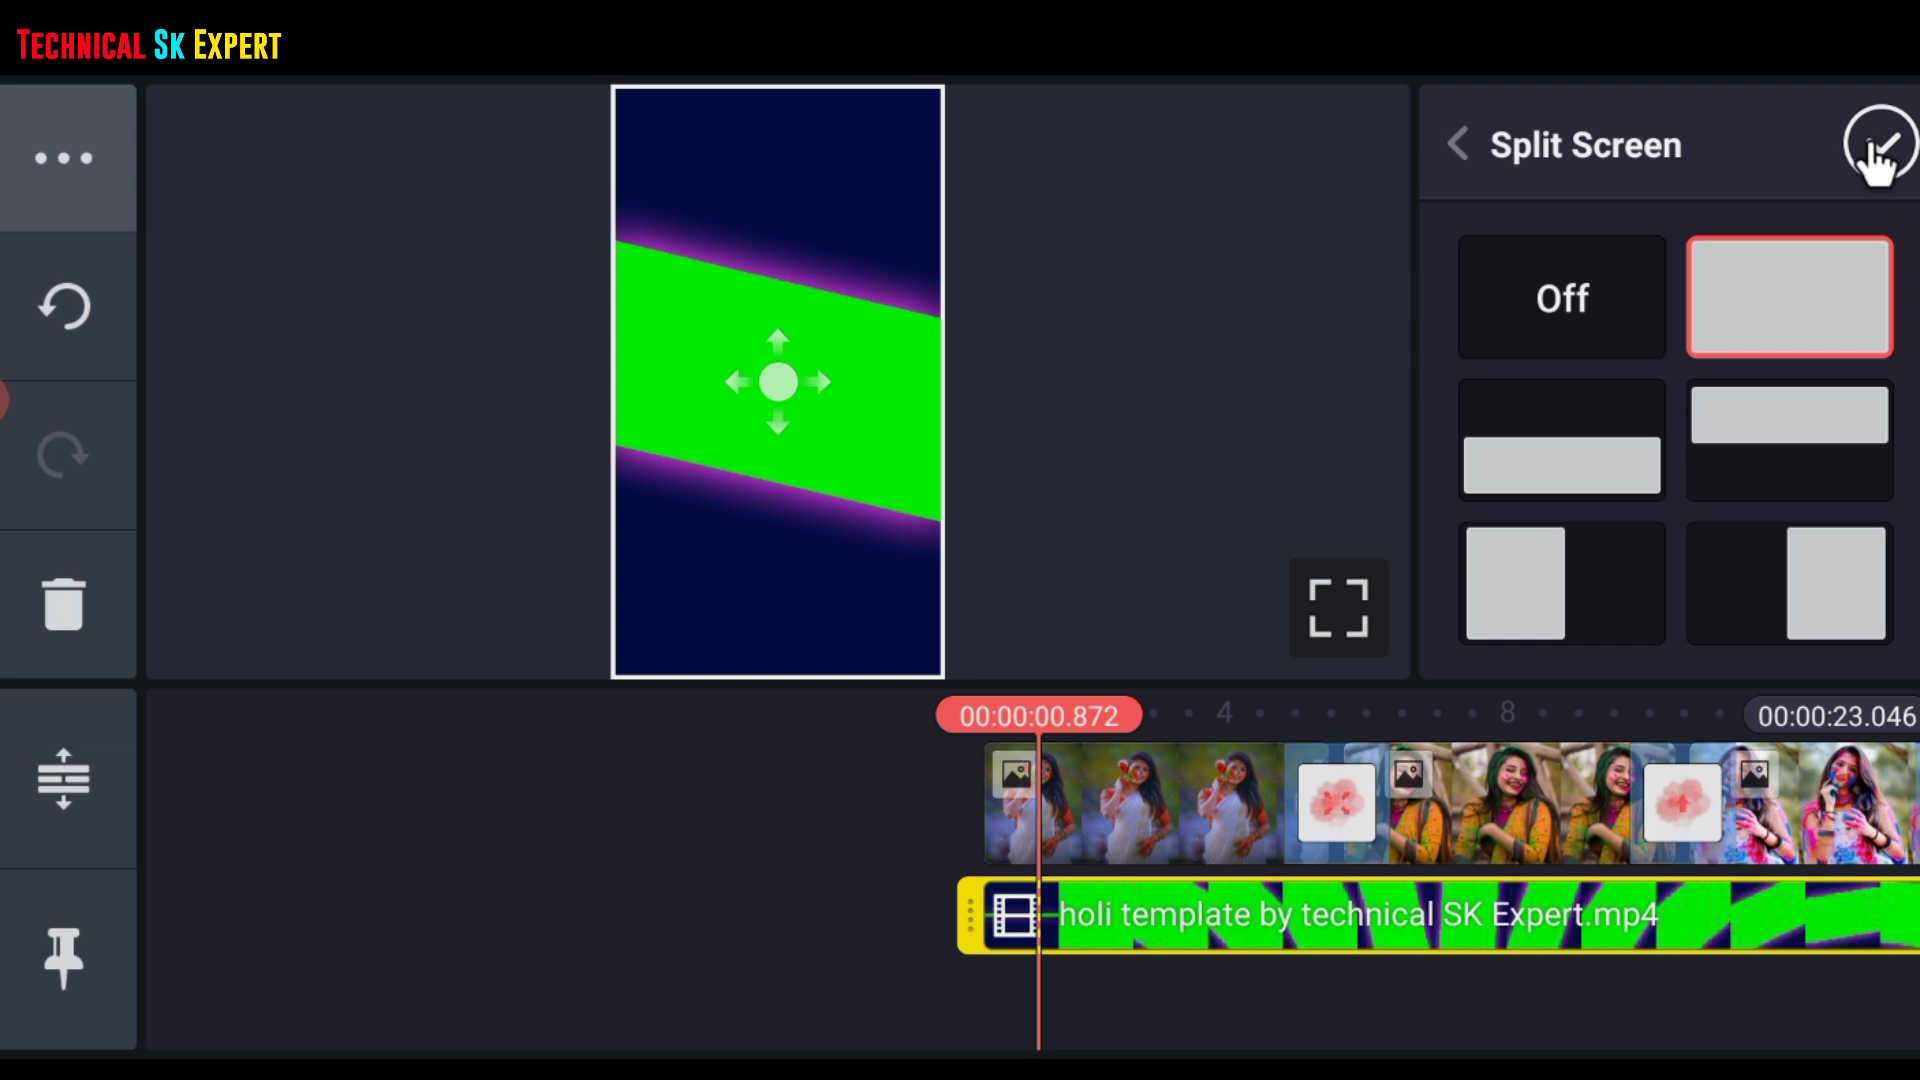 TECHNICAL SK EXPERT
Split Screen
Off
00:00:00.872
4
8
00:00:23.046
holi template by technical SK Expert.mp4